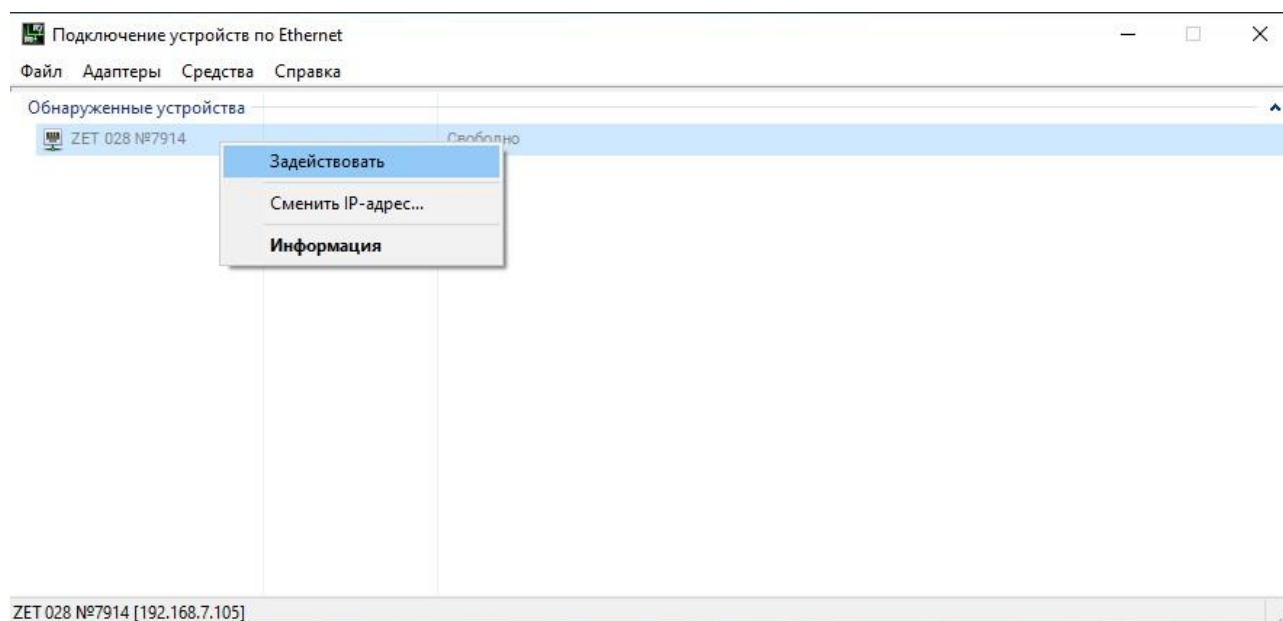 Подключение устройств по Ethernet
Файл Адаптеры Средства Справка
Обнаруженные устройства
ZET 028 №7914 Свободно
Задействовать
Сменить IP-адрес...
Информация
ZET 028 №7914 [192.168.7.105]